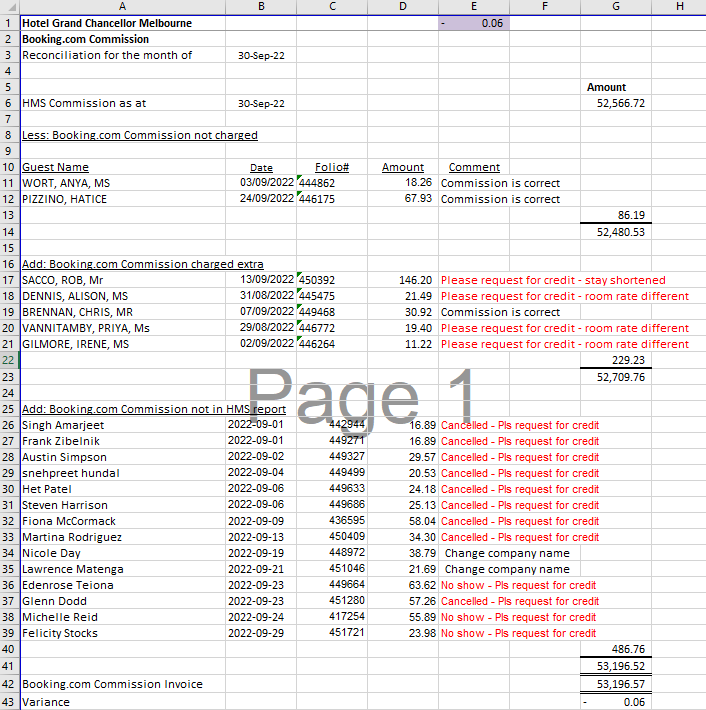 A B C D E F G H
1 Hotel Grand Chancellor Melbourne - 0.06
2 Booking.com Commission
3 Reconciliation for the month of 30-Sep-22
4
5 Amount
6 HMS Commission as at 30-Sep-22 52,566.72
7
8 Less: Booking.com Commission not charged
9
10 Guest Name Date Folio# Amount Comment
11 WORT, ANYA, MS 03/09/2022 444862 18.26 Commission is correct
12 PIZZINO, HATICE 24/09/2022 446175 67.93 Commission is correct
13 86.19
14 52,480.53
15
16 Add: Booking.com Commission charged extra
17 SACCO, ROB, Mr 13/09/2022 450392 146.20 Please request for credit - stay shortened
18 DENNIS, ALISON, MS 31/08/2022 445475 21.49 Please request for credit - room rate different
19 BRENNAN, CHRIS, MR 07/09/2022 449468 30.92 Commission is correct
20 VANNITAMBY, PRIYA, Ms 29/08/2022 446772 19.40 Please request for credit - room rate different
21 GILMORE, IRENE, MS 02/09/2022 446264 11.22 Please request for credit - room rate different
22 229.23
23 52,709.76
24
Page 1
25 Add: Booking.com Commission not in HMS report
26 Singh Amarjeet 2022-09-01 442944 16.89 Cancelled - Pls request for credit
27 Frank Zibelnik 2022-09-01 449271 16.89 Cancelled - Pls request for credit
28 Austin Simpson 2022-09-02 449327 29.57 Cancelled - Pls request for credit
29 snehpreet hundal 2022-09-04 449499 20.53 Cancelled - Pls request for credit
30 Het Patel 2022-09-06 449633 24.18 Cancelled - Pls request for credit
31 Steven Harrison 2022-09-06 449686 25.13 Cancelled - Pls request for credit
32 Fiona McCormack 2022-09-09 436595 58.04 Cancelled - Pls request for credit
33 Martina Rodriguez 2022-09-13 450409 34.30 Cancelled - Pls request for credit
34 Nicole Day 2022-09-19 448972 38.79 Change company name
35 Lawrence Matenga 2022-09-21 451046 21.69 Change company name
36 Edenrose Teiona 2022-09-23 449664 63.62 No show - Pls request for credit
37 Glenn Dodd 2022-09-23 451280 57.26 Cancelled - Pls request for credit
38 Michelle Reid 2022-09-24 417254 55.89 No show - Pls request for credit
39 Felicity Stocks 2022-09-29 451721 23.98 No show - Pls request for credit
40 486.76
41 53,196.52
42 Booking.com Commission Invoice 53,196.57
43 Variance - 0.06